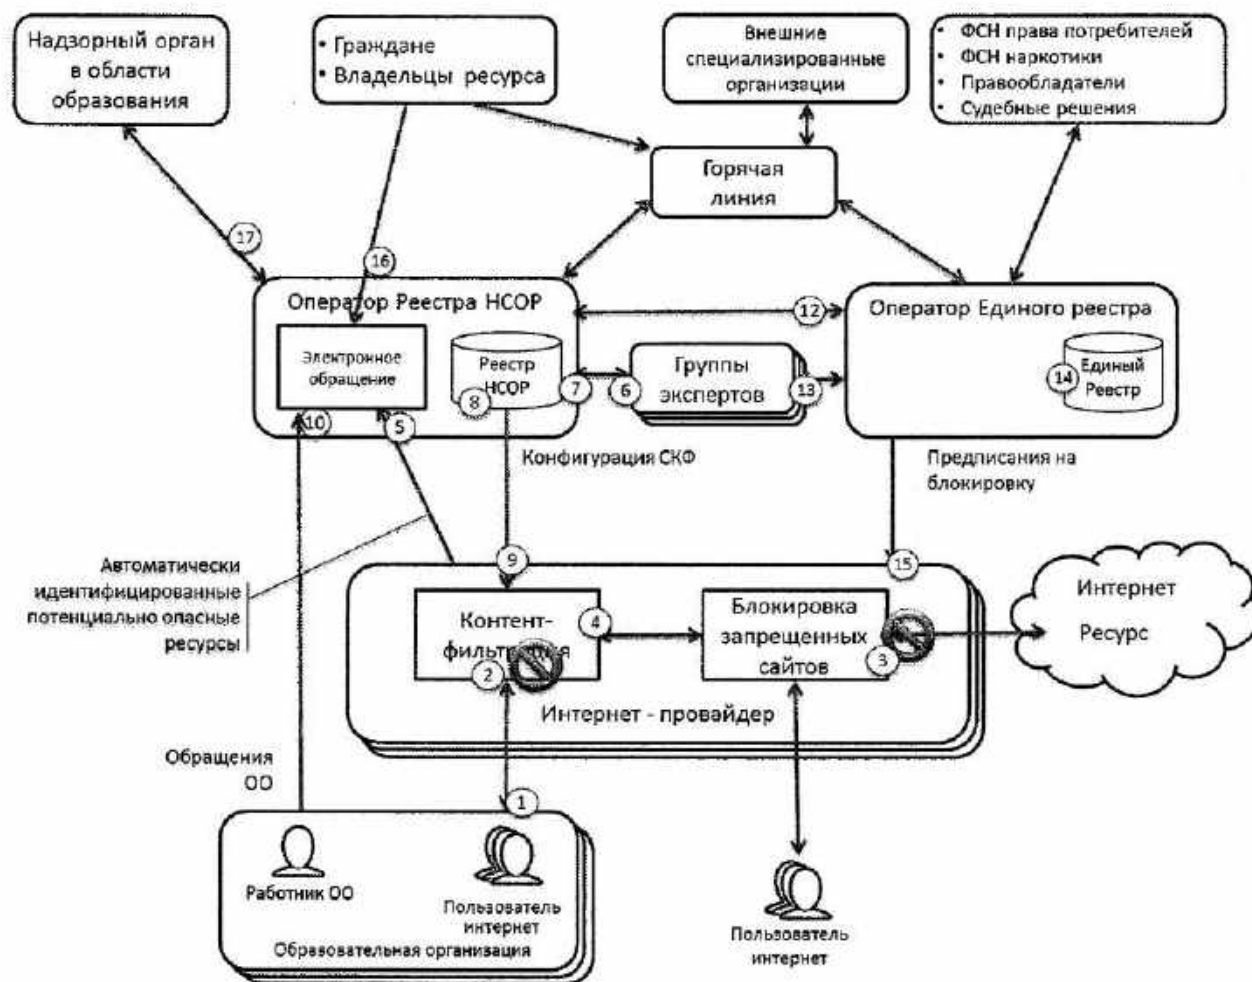 Надзорный орган
в области
образования
• Граждане
• Владельцы ресурса
Внешние
специализированные
организации
• ФСН права потребителей
• ФСН наркотики
• Правообладатели
• Судебные решения
Горячая
линия
17
16
Оператор Реестра НСОР
12
Оператор Единого реестра
Электронное
обращение
Реестр
НСОР
8
7
6
Группы
экспертов
13
14
Единый
Реестр
10
5
Конфигурация СКФ
Предписания на
блокировку
Автоматически
идентифицированные
потенциально опасные
ресурсы
9
15
Контент-
фильтрация
2
4
Блокировка
запрещенных
сайтов
3
Интернет
Ресурс
Интернет - провайдер
Обращения
ОО
1
Работник ОО
Пользователь
интернет
Образовательная организация
Пользователь
интернет